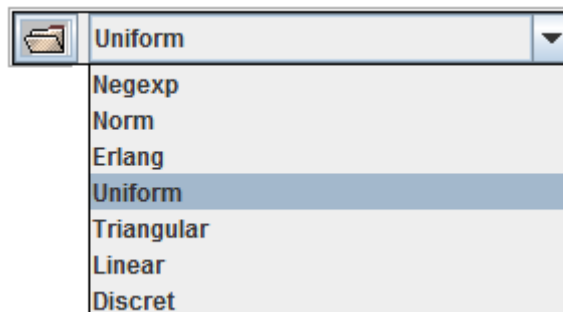 Uniform
Negexp
Norm
Erlang
Uniform
Triangular
Linear
Discret